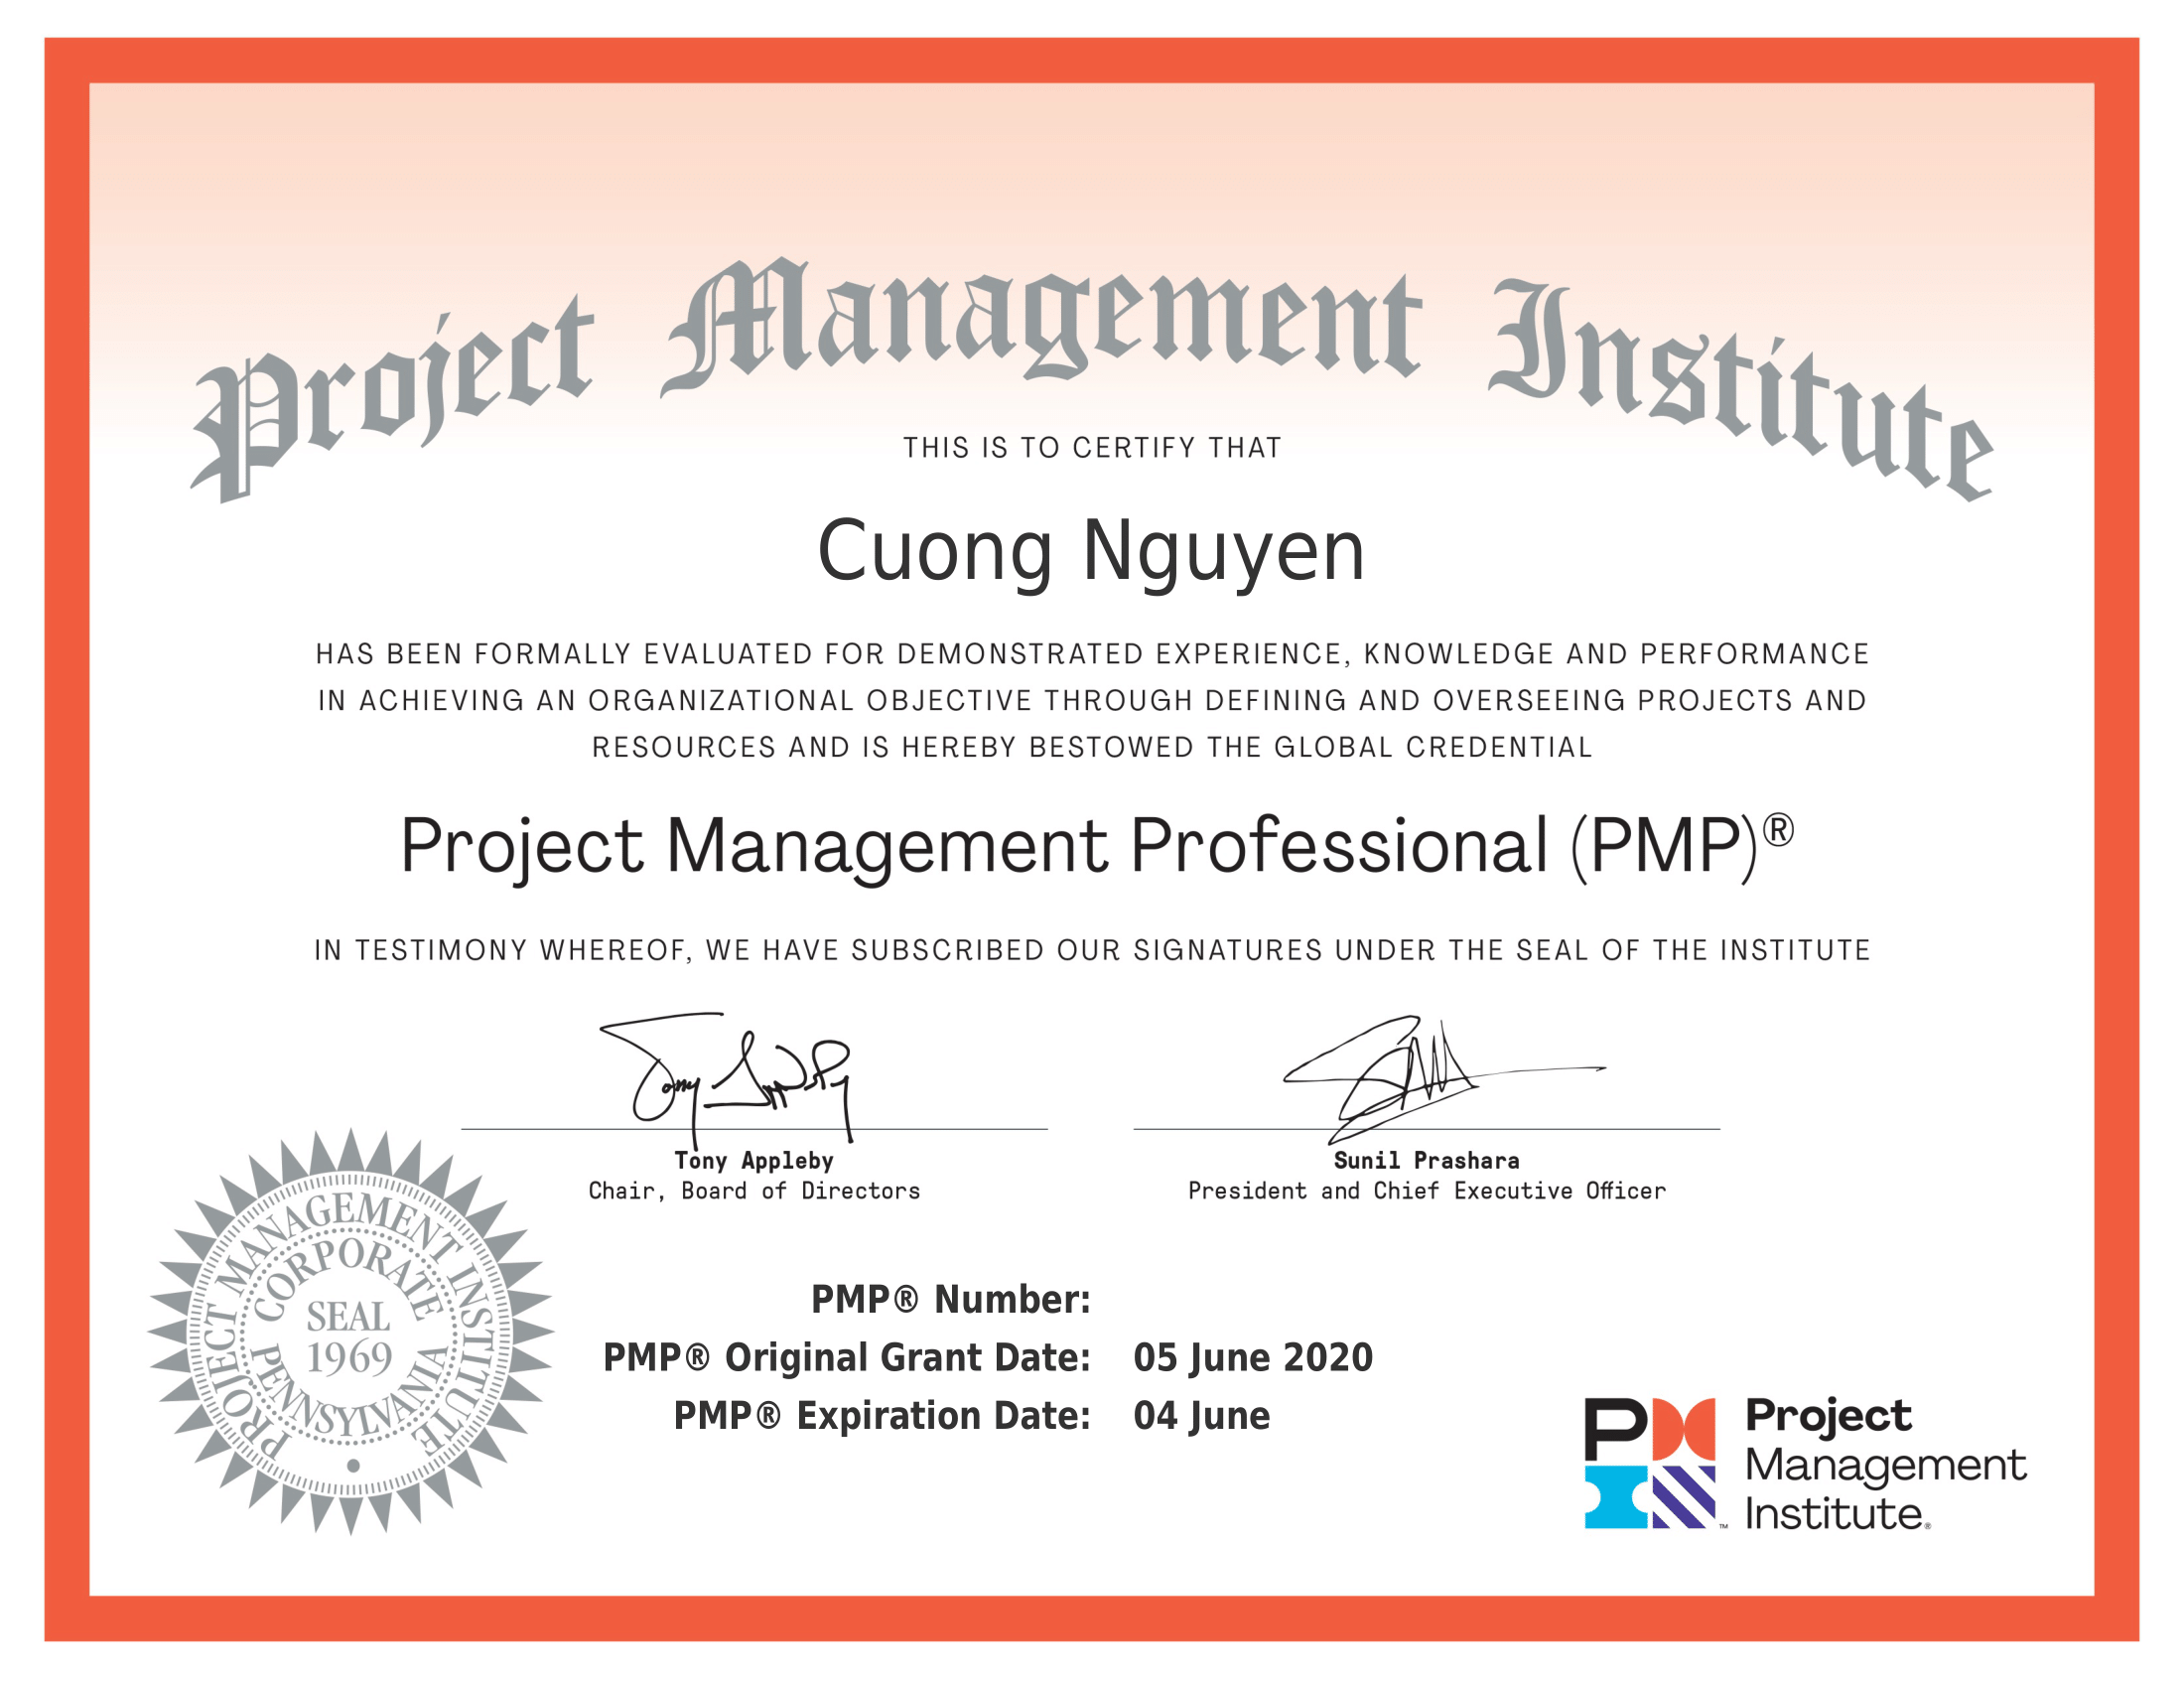 Project Management Institute
THIS IS TO CERTIFY THAT
Cuong Nguyen
HAS BEEN FORMALLY EVALUATED FOR DEMONSTRATED EXPERIENCE, KNOWLEDGE AND PERFORMANCE
IN ACHIEVING AN ORGANIZATIONAL OBJECTIVE THROUGH DEFINING AND OVERSEEING PROJECTS AND
RESOURCES AND IS HEREBY BESTOWED THE GLOBAL CREDENTIAL
Project Management Professional (PMP)®
IN TESTIMONY WHEREOF, WE HAVE SUBSCRIBED OUR SIGNATURES UNDER THE SEAL OF THE INSTITUTE
Tony Appleby
Chair, Board of Directors
Sunil Prashara
President and Chief Executive Officer
PROJECT MANAGEMENT INSTITUTE
CORPORATE
SEAL
1969
PENNSYLVANIA
PMP® Number:
PMP® Original Grant Date: 05 June 2020
PMP® Expiration Date: 04 June
PM
Project
Management
Institute®
™